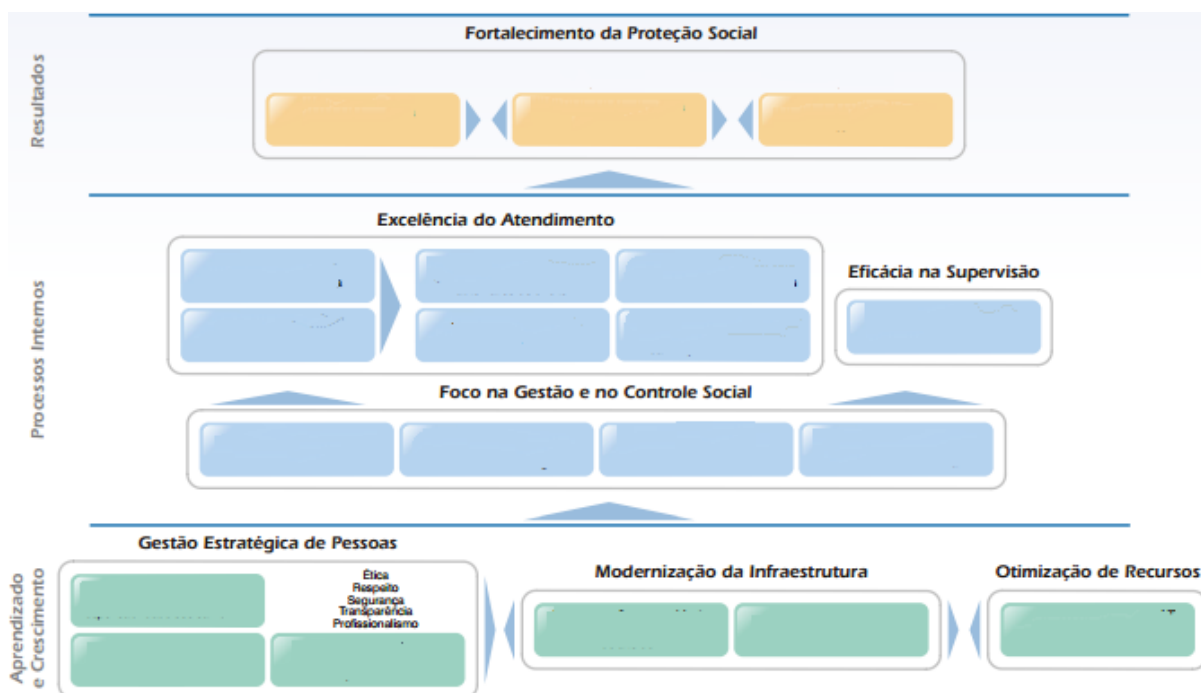 Resultados
Fortalecimento da Proteção Social
Processos Internos
Excelência do Atendimento
Eficácia na Supervisão
Foco na Gestão e no Controle Social
Aprendizado
e Crescimento
Gestão Estratégica de Pessoas
Ética
Respeito
Segurança
Transparência
Profissionalismo
Modernização da Infraestrutura
Otimização de Recursos